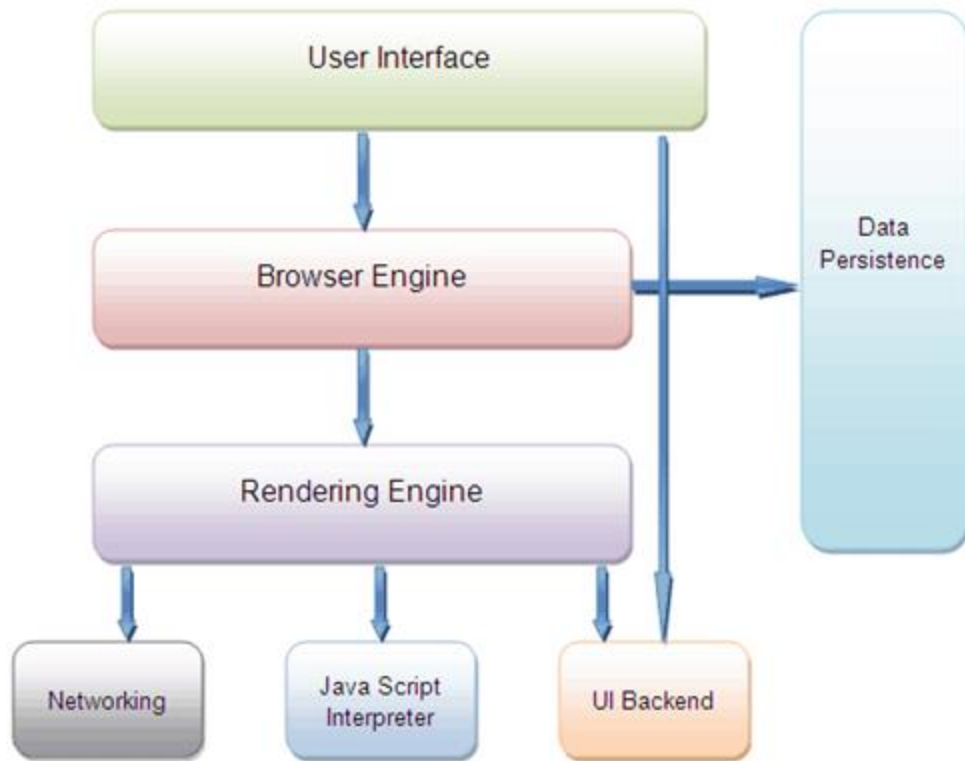 User Interface
Browser Engine
Data
Persistence
Rendering Engine
Networking
Java Script
Interpreter
UI Backend